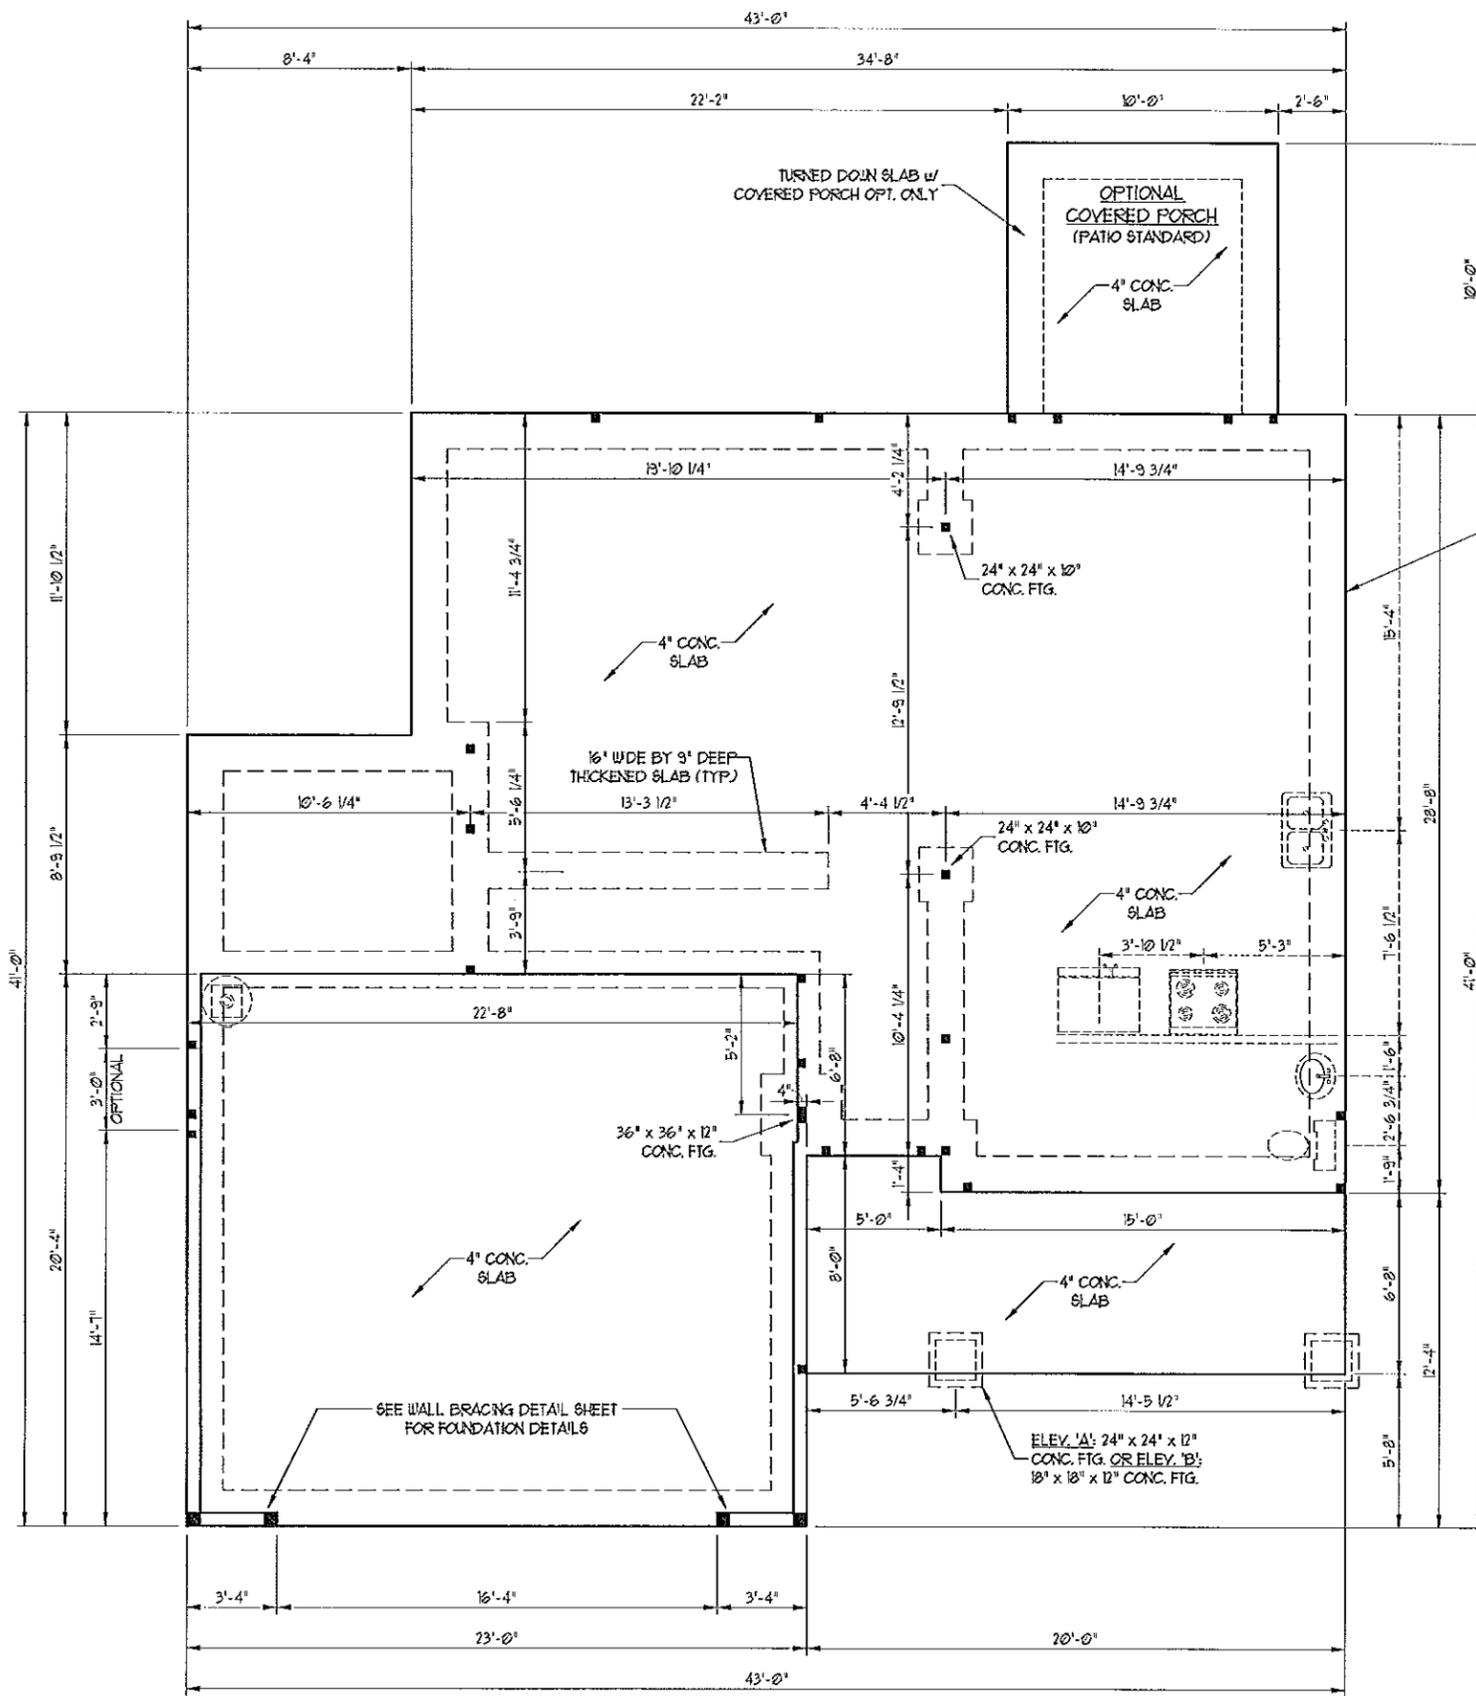 43'-0"
8'-4"
34'-8"
22'-2"
10'-0"
2'-6"
TURNED DOWN SLAB w/
COVERED PORCH OPT. ONLY
OPTIONAL
COVERED PORCH
(PATIO STANDARD)
4" CONC.
SLAB
10'-0"
19'-10 1/4"
14'-9 3/4"
4'-2 1/4"
11'-10 1/2"
11'-4 3/4"
24" x 24" x 10"
CONC. FTG.
4" CONC.
SLAB
12'-9 1/2"
15'-4"
28'-8"
16" WIDE BY 9" DEEP
THICKENED SLAB (TYP.)
10'-6 1/4"
13'-3 1/2"
4'-4 1/2"
14'-9 3/4"
5'-6 1/4"
8'-9 1/2"
24" x 24" x 10"
CONC. FTG.
4" CONC.
SLAB
3'-9"
7'-6 1/2"
3'-10 1/2"
5'-3"
41'-0"
41'-0"
2'-9"
22'-8"
5'-2"
6'-8"
10'-4 1/4"
1'-6"
3'-0"
OPTIONAL
4"
2'-6 3/4"
36" x 36" x 12"
CONC. FTG.
1'-4"
1'-9"
20'-4"
14'-7"
4" CONC.
SLAB
5'-0"
15'-0"
8'-0"
4" CONC.
SLAB
6'-8"
12'-4"
SEE WALL BRACING DETAIL SHEET
FOR FOUNDATION DETAILS
5'-6 3/4"
14'-5 1/2"
ELEV. 'A': 24" x 24" x 12"
CONC. FTG. OR ELEV. 'B':
18" x 18" x 12" CONC. FTG.
5'-8"
3'-4"
16'-4"
3'-4"
23'-0"
20'-0"
43'-0"